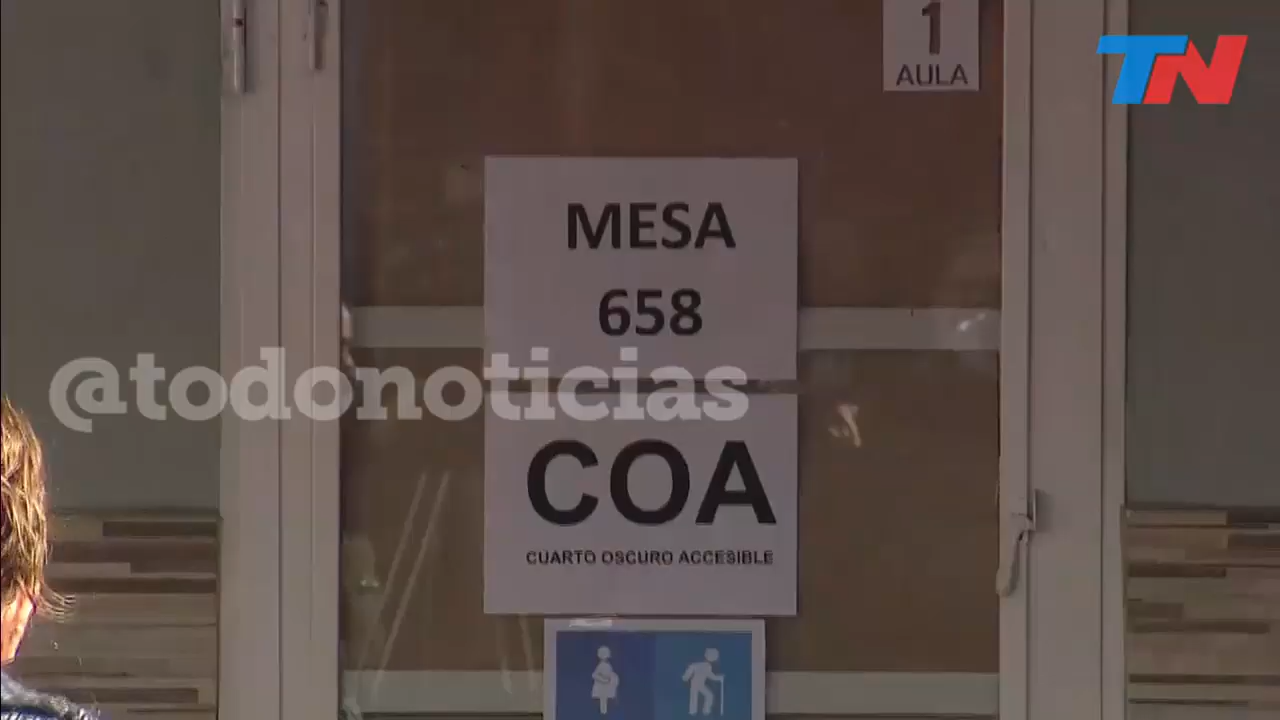 1
AULA
TN
MESA
658
@todonoticias
COA
CUARTO OSCURO ACCESIBLE